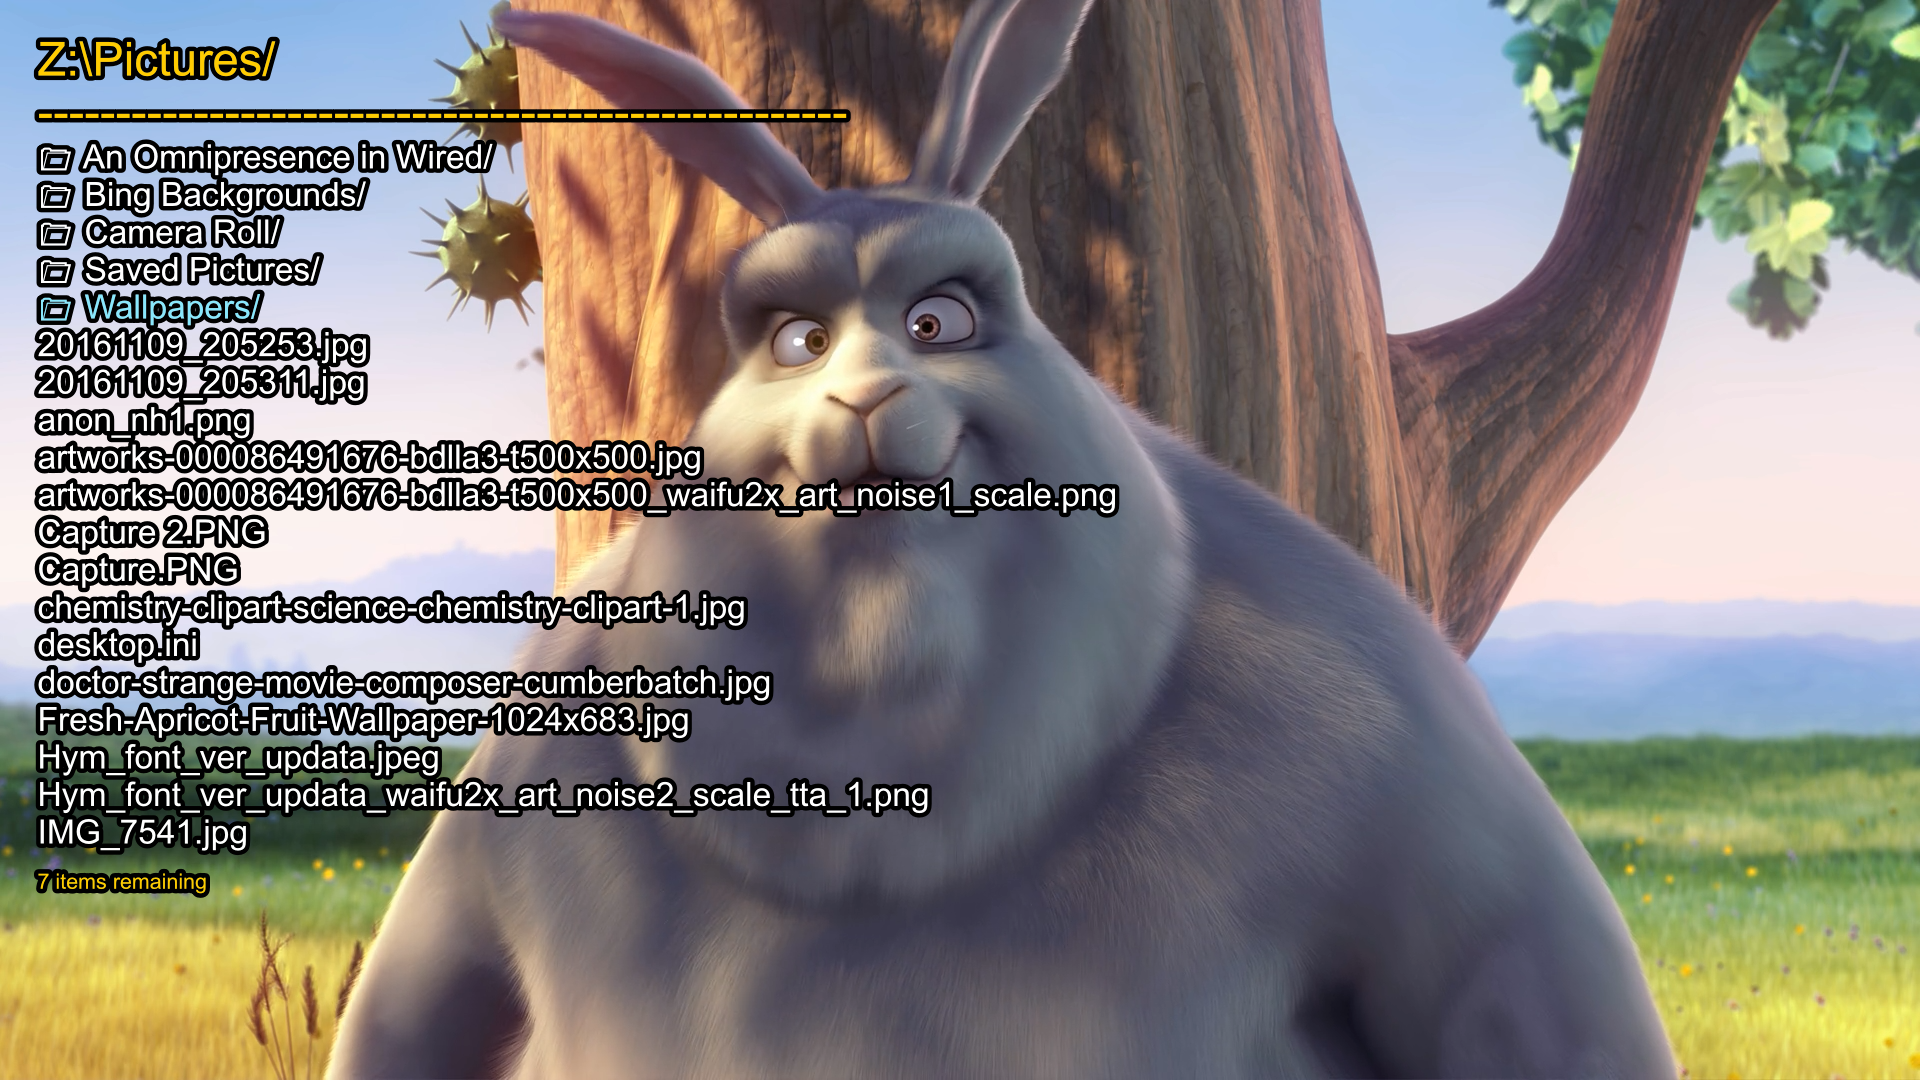 Z:\Pictures/
----------------------------------------------------
An Omnipresence in Wired/
Bing Backgrounds/
Camera Roll/
Saved Pictures/
Wallpapers/
20161109_205253.jpg
20161109_205311.jpg
anon_nh1.png
artworks-000086491676-bdlla3-t500x500.jpg
artworks-000086491676-bdlla3-t500x500_waifu2x_art_noise1_scale.png
Capture 2.PNG
Capture.PNG
chemistry-clipart-science-chemistry-clipart-1.jpg
desktop.ini
doctor-strange-movie-composer-cumberbatch.jpg
Fresh-Apricot-Fruit-Wallpaper-1024x683.jpg
Hym_font_ver_updata.jpeg
Hym_font_ver_updata_waifu2x_art_noise2_scale_tta_1.png
IMG_7541.jpg
7 items remaining